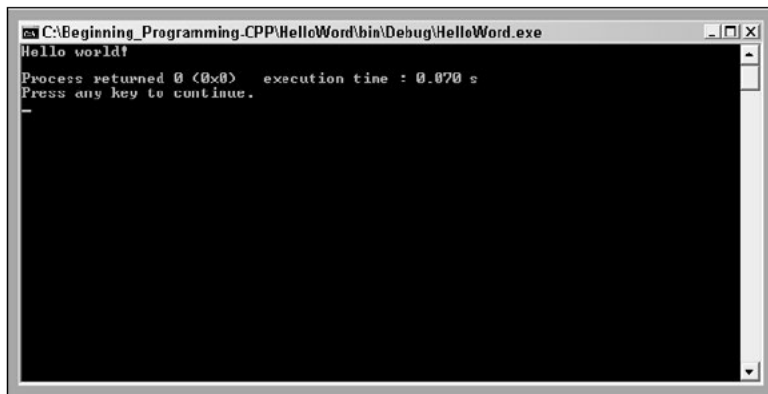 C:\Beginning_Programming-CPP\HelloWord\bin\Debug\HelloWord.exe
Hello world!
Process returned 0 (0x0)   execution time : 0.070 s
Press any key to continue.